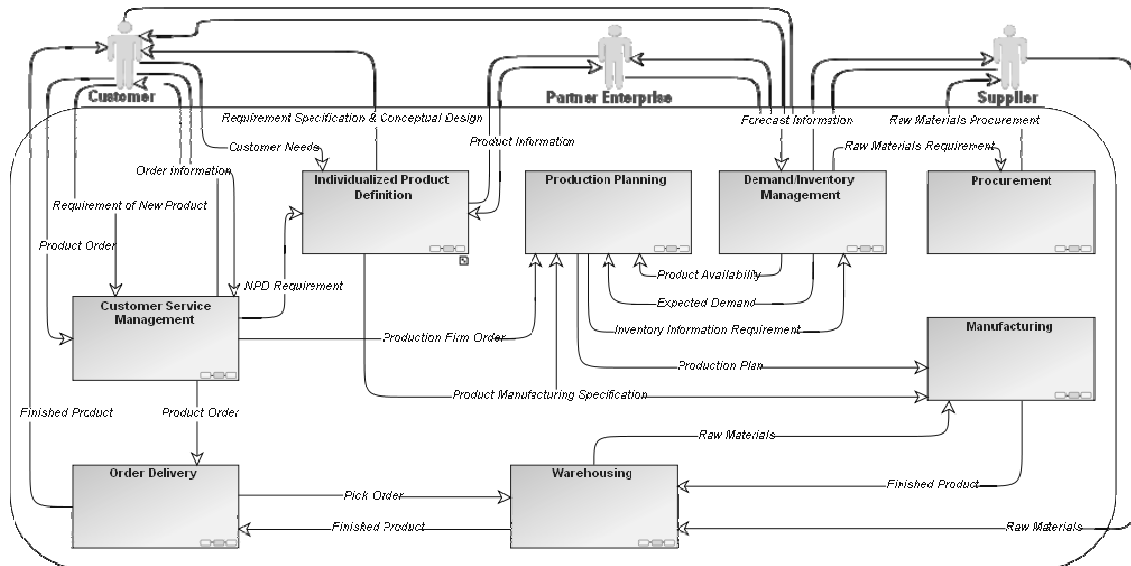 Customer
Partner Enterprise
Supplier
Requirement Specification & Conceptual Design
Forecast Information
Raw Materials Procurement
Product Information
Customer Needs
Raw Materials Requirement
Order Information
Individualized Product
Definition
Production Planning
Demand/Inventory
Management
Procurement
Requirement of New Product
Product Order
Product Availability
NPD Requirement
Customer Service
Management
Expected Demand
Inventory Information Requirement
Manufacturing
Production Firm Order
Production Plan
Product Manufacturing Specification
Finished Product
Product Order
Raw Materials
Order Delivery
Warehousing
Pick Order
Finished Product
Finished Product
Raw Materials